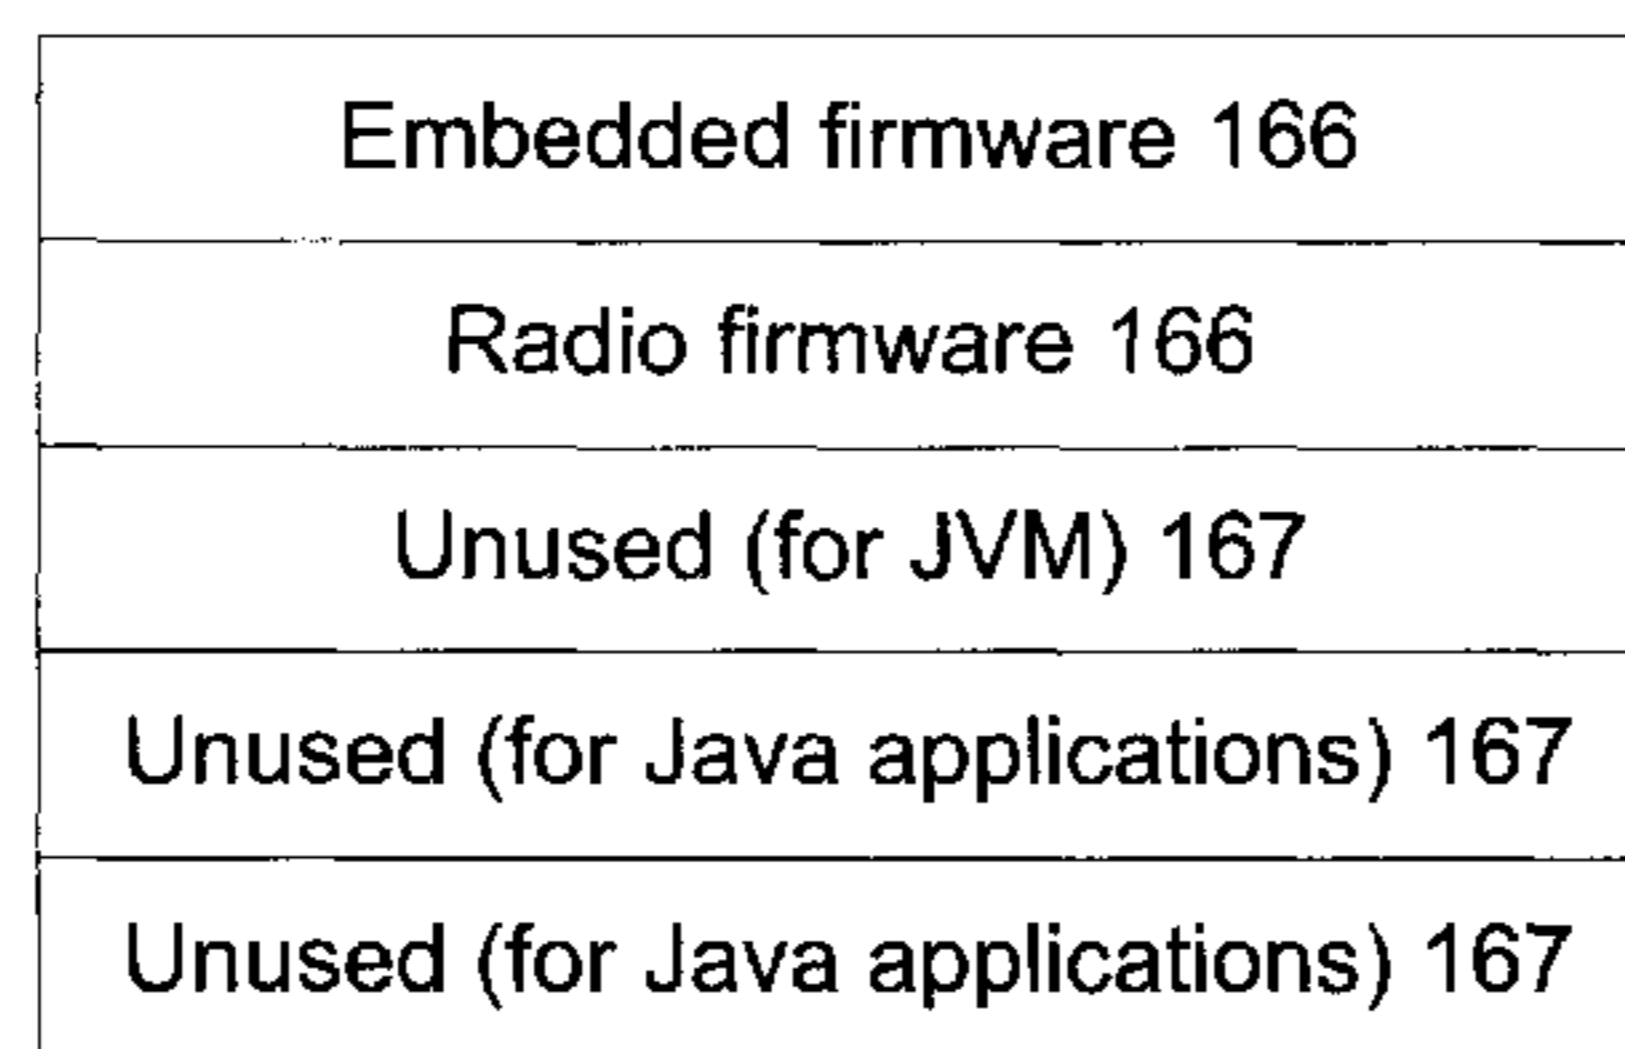 Embedded firmware 166
Radio firmware 166
Unused (for JVM) 167
Unused (for Java applications) 167
Unused (for Java applications) 167